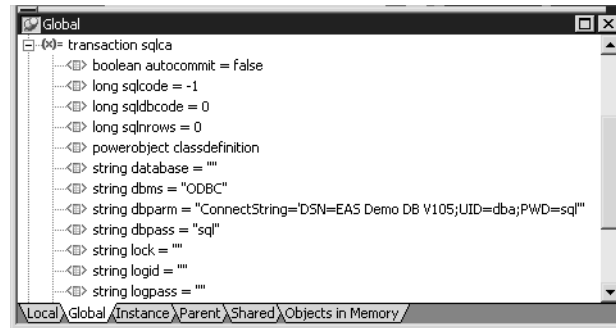 Global
(x)= transaction sqlca
boolean autocommit = false
long sqlcode = -1
long sqldbcode = 0
long sqlnrows = 0
powerobject classdefinition
string database = ""
string dbms = "ODBC"
string dbparm = "ConnectString='DSN=EAS Demo DB V105;UID=dba;PWD=sql'"
string dbpass = "sql"
string lock = ""
string logid = ""
string logpass = ""
Local Global Instance Parent Shared Objects in Memory